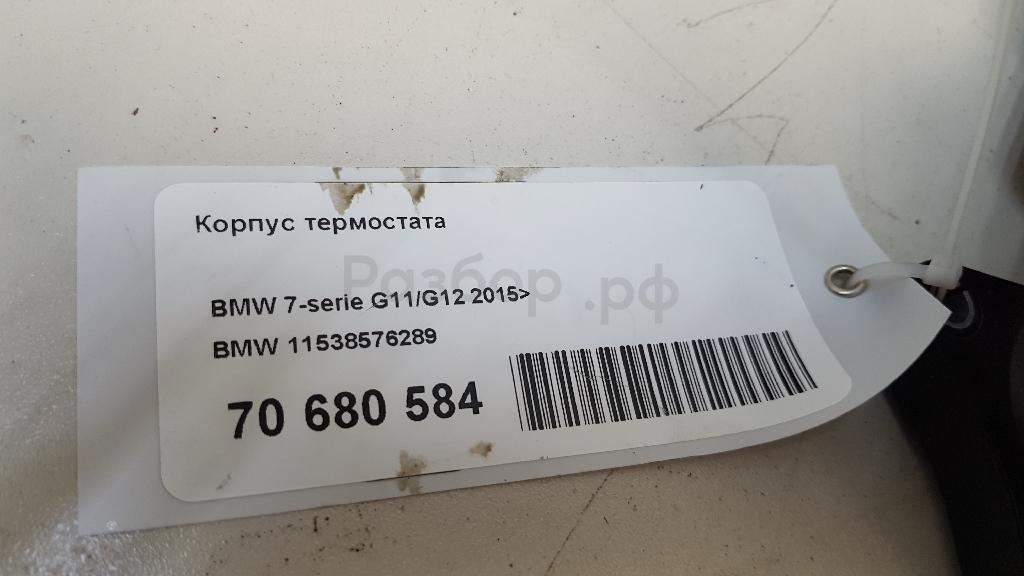 Корпус термостата
Разбор.рф
BMW 7-serie G11/G12 2015>
BMW 11538576289
70 680 584